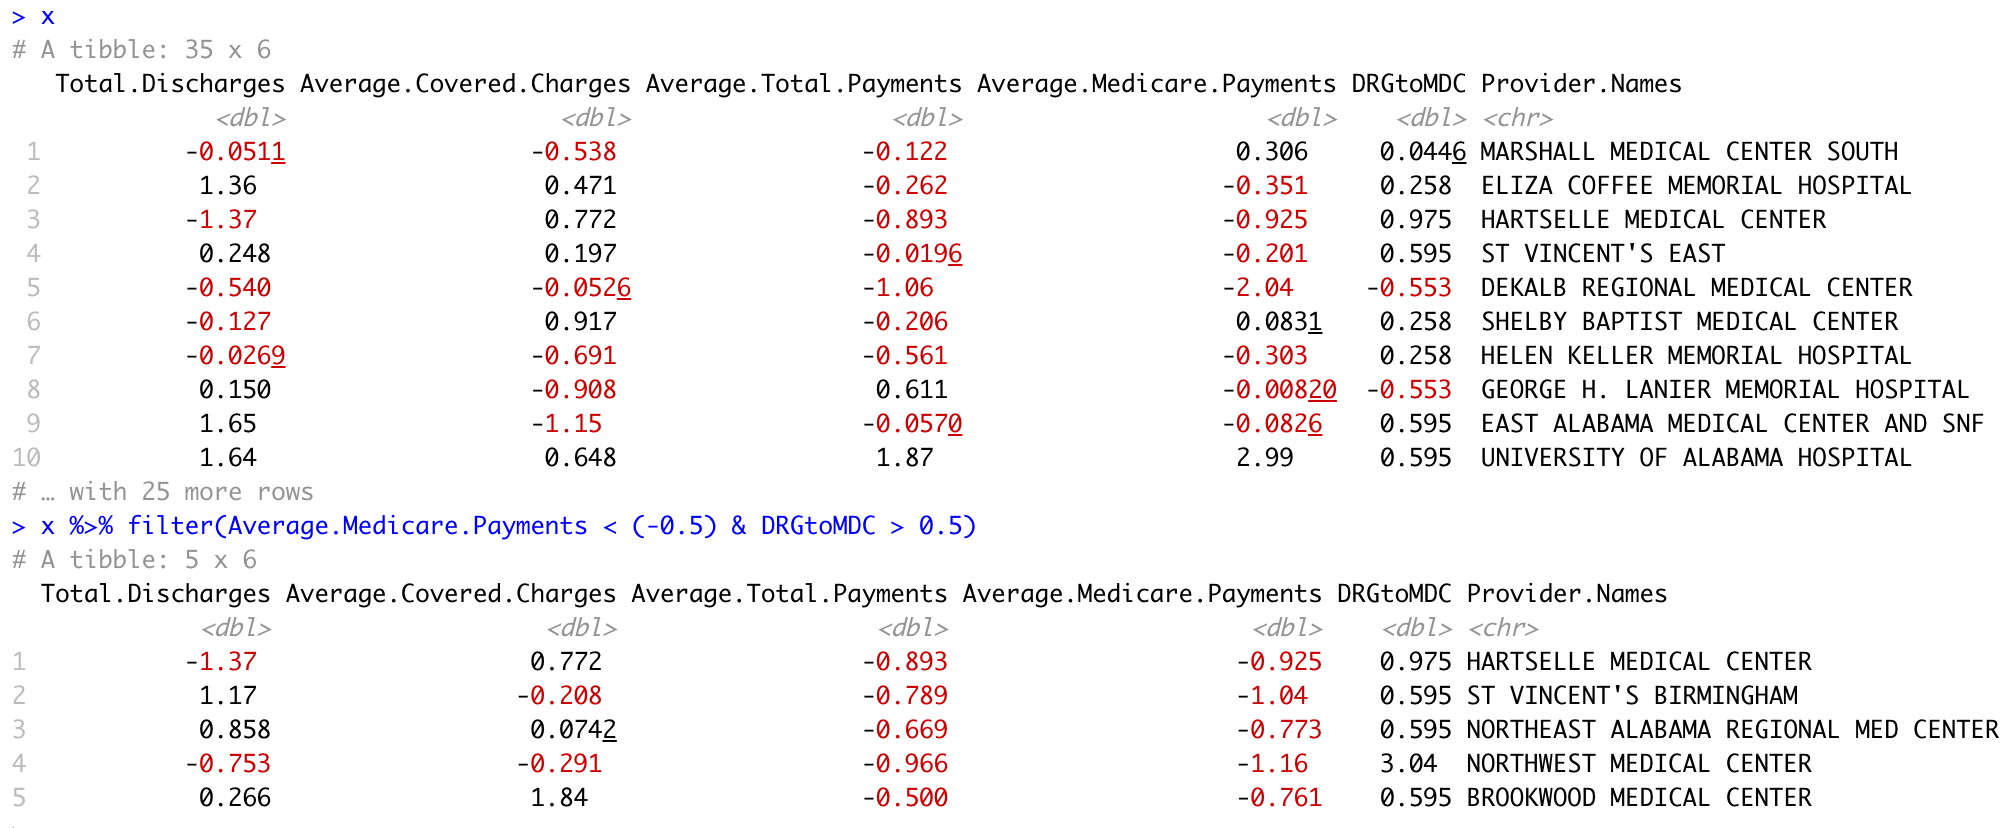 > x
# A tibble: 35 x 6
Total.Discharges Average.Covered.Charges Average.Total.Payments Average.Medicare.Payments DRGtoMDC Provider.Names
<dbl> <dbl> <dbl> <dbl> <dbl> <chr>
1 -0.0511 -0.538 -0.122 0.306 0.0446 MARSHALL MEDICAL CENTER SOUTH
2 1.36 0.471 -0.262 -0.351 0.258 ELIZA COFFEE MEMORIAL HOSPITAL
3 -1.37 0.772 -0.893 -0.925 0.975 HARTSELLE MEDICAL CENTER
4 0.248 0.197 -0.0196 -0.201 0.595 ST VINCENT'S EAST
5 -0.540 -0.0526 -1.06 -2.04 -0.553 DEKALB REGIONAL MEDICAL CENTER
6 -0.127 0.917 -0.206 0.0831 0.258 SHELBY BAPTIST MEDICAL CENTER
7 -0.0269 -0.691 -0.561 -0.303 0.258 HELEN KELLER MEMORIAL HOSPITAL
8 0.150 -0.908 0.611 -0.00820 -0.553 GEORGE H. LANIER MEMORIAL HOSPITAL
9 1.65 -1.15 -0.0570 -0.0826 0.595 EAST ALABAMA MEDICAL CENTER AND SNF
10 1.64 0.648 1.87 2.99 0.595 UNIVERSITY OF ALABAMA HOSPITAL
# … with 25 more rows
> x %>% filter(Average.Medicare.Payments < (-0.5) & DRGtoMDC > 0.5)
# A tibble: 5 x 6
Total.Discharges Average.Covered.Charges Average.Total.Payments Average.Medicare.Payments DRGtoMDC Provider.Names
<dbl> <dbl> <dbl> <dbl> <dbl> <chr>
1 -1.37 0.772 -0.893 -0.925 0.975 HARTSELLE MEDICAL CENTER
2 1.17 -0.208 -0.789 -1.04 0.595 ST VINCENT'S BIRMINGHAM
3 0.858 0.0742 -0.669 -0.773 0.595 NORTHEAST ALABAMA REGIONAL MED CENTER
4 -0.753 -0.291 -0.966 -1.16 3.04 NORTHWEST MEDICAL CENTER
5 0.266 1.84 -0.500 -0.761 0.595 BROOKWOOD MEDICAL CENTER